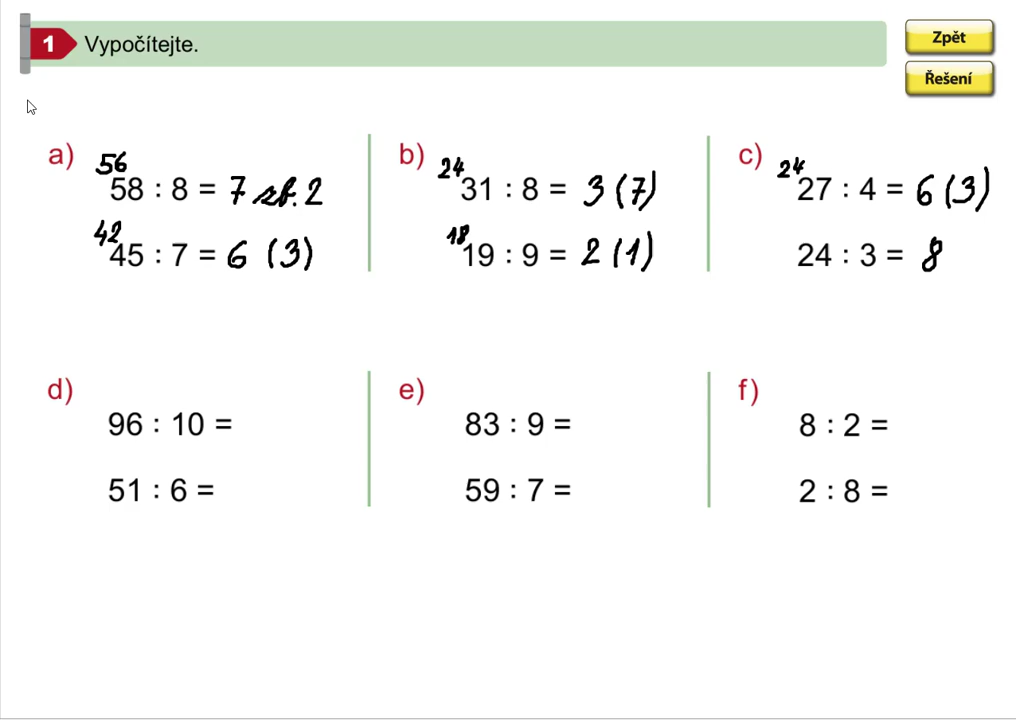 1 Vypočítejte.
Zpět
Řešení
a)
56
58 : 8 = 7 zb. 2
42
45 : 7 = 6 (3)
b)
24
31 : 8 = 3 (7)
18
19 : 9 = 2 (1)
c)
24
27 : 4 = 6 (3)
24 : 3 = 8
d)
96 : 10 =
51 : 6 =
e)
83 : 9 =
59 : 7 =
f)
8 : 2 =
2 : 8 =